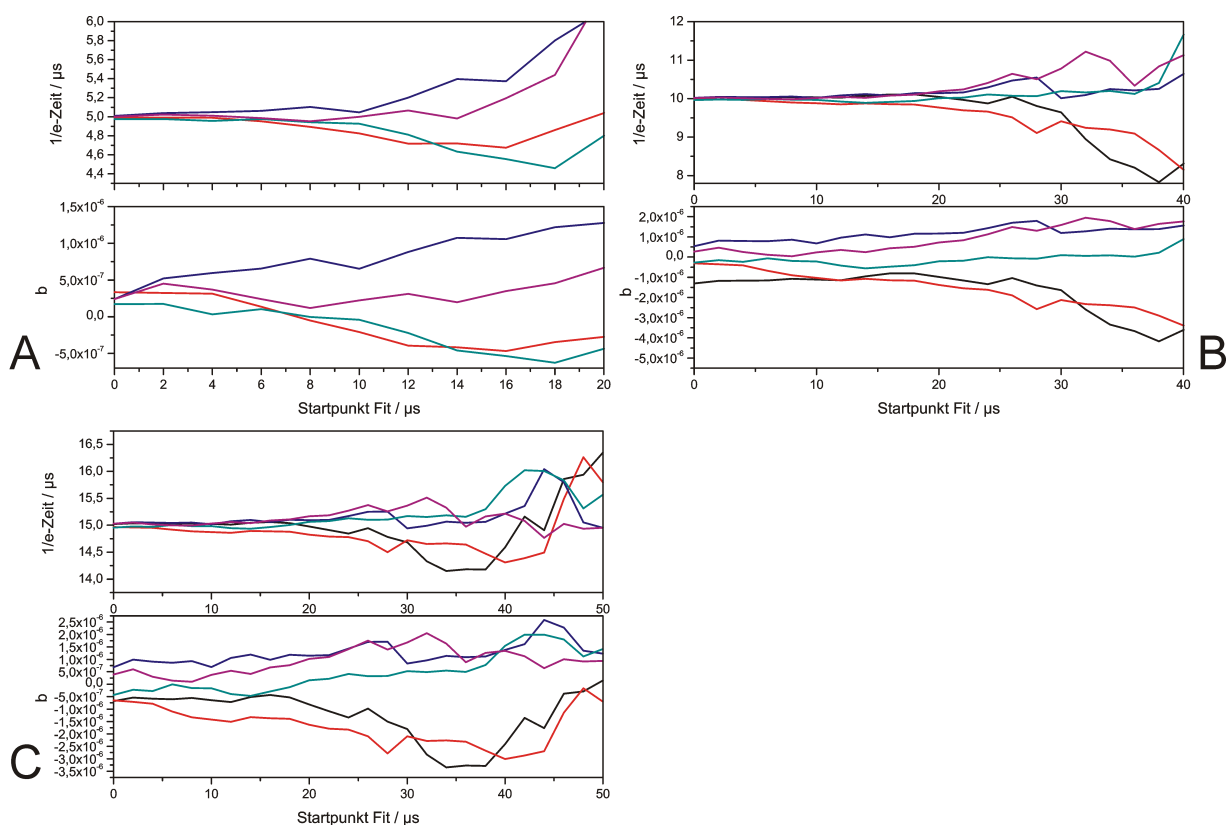 6,0
5,8
5,6
5,4
5,2
5,0
4,8
4,6
4,4
1/e-Zeit / µs
1,5x10⁻⁶
1,0x10⁻⁶
5,0x10⁻⁷
0,0
-5,0x10⁻⁷
b
0 2 4 6 8 10 12 14 16 18 20
Startpunkt Fit / µs
A
12
11
10
9
8
1/e-Zeit / µs
0 10 20 30 40
2,0x10⁻⁶
1,0x10⁻⁶
0,0
-1,0x10⁻⁶
-2,0x10⁻⁶
-3,0x10⁻⁶
-4,0x10⁻⁶
-5,0x10⁻⁶
b
0 10 20 30 40
Startpunkt Fit / µs
B
16,5
16,0
15,5
15,0
14,5
14,0
1/e-Zeit / µs
0 10 20 30 40 50
2,5x10⁻⁶
2,0x10⁻⁶
1,5x10⁻⁶
1,0x10⁻⁶
5,0x10⁻⁷
0,0
-5,0x10⁻⁷
-1,0x10⁻⁶
-1,5x10⁻⁶
-2,0x10⁻⁶
-2,5x10⁻⁶
-3,0x10⁻⁶
-3,5x10⁻⁶
b
0 10 20 30 40 50
Startpunkt Fit / µs
C